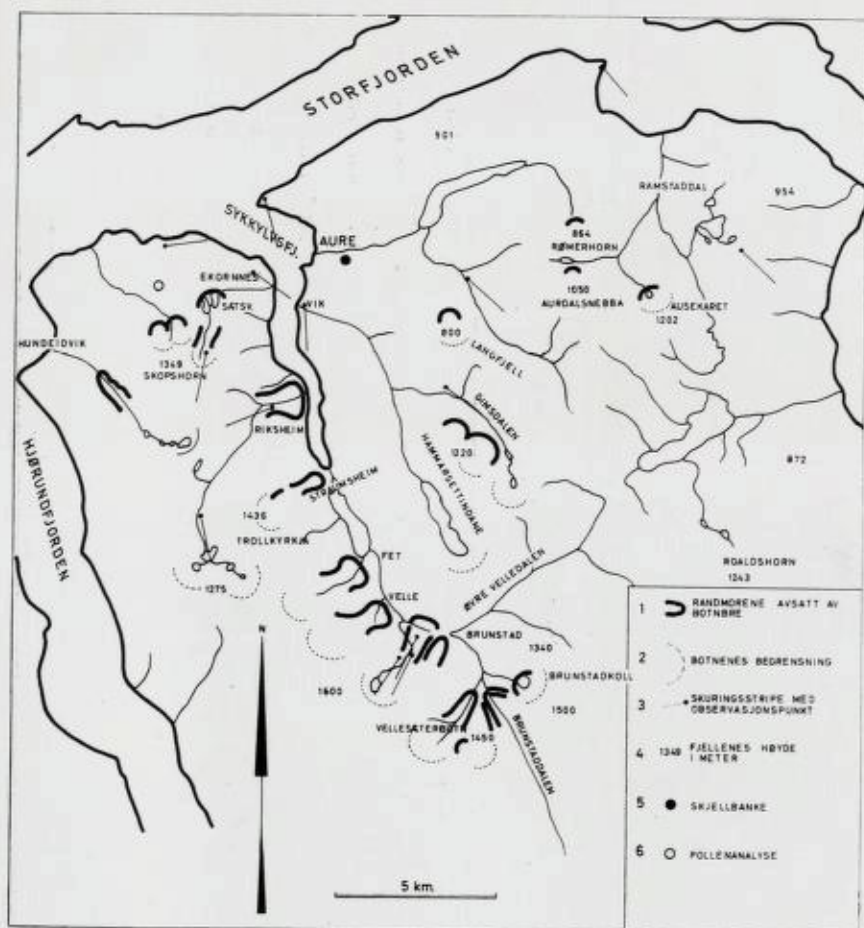 STORFJORDEN
901
RAMSTADDAL
954
SYKKYLVSFJ.
AURE
864
RØMERHORN
EKORNNES
SÆTSV
VIK
1050
AURDALSNEBBA
AUSEKARET
1202
800
LANGFJELL
HUNDEIDVIK
1349
SKOPSHORN
GIMSDALEN
RIKSHEIM
1220
HAMMARSETTINDANE
872
HJØRUNDFJORDEN
STRAUMSHEIM
1436
TROLLKYRKJA
FET
ROALDSHORN
1243
1275
VELLE
ØYRE VELLEDALEN
N
BRUNSTAD
1340
BRUNSTADKOLL
1600
1500
VELLESÆTERBOTN
1450
BRUNSTADDALEN
5 km.
1 RANDMORENE AVSATT AV
BOTNBRE
2 BOTNENES BEGRENSNING
3 SKURINGSSTRIPE MED
OBSERVASJONSPUNKT
4 1349 FJELLENES HØYDE
I METER
5 SKJELLBANKE
6 POLLENANALYSE